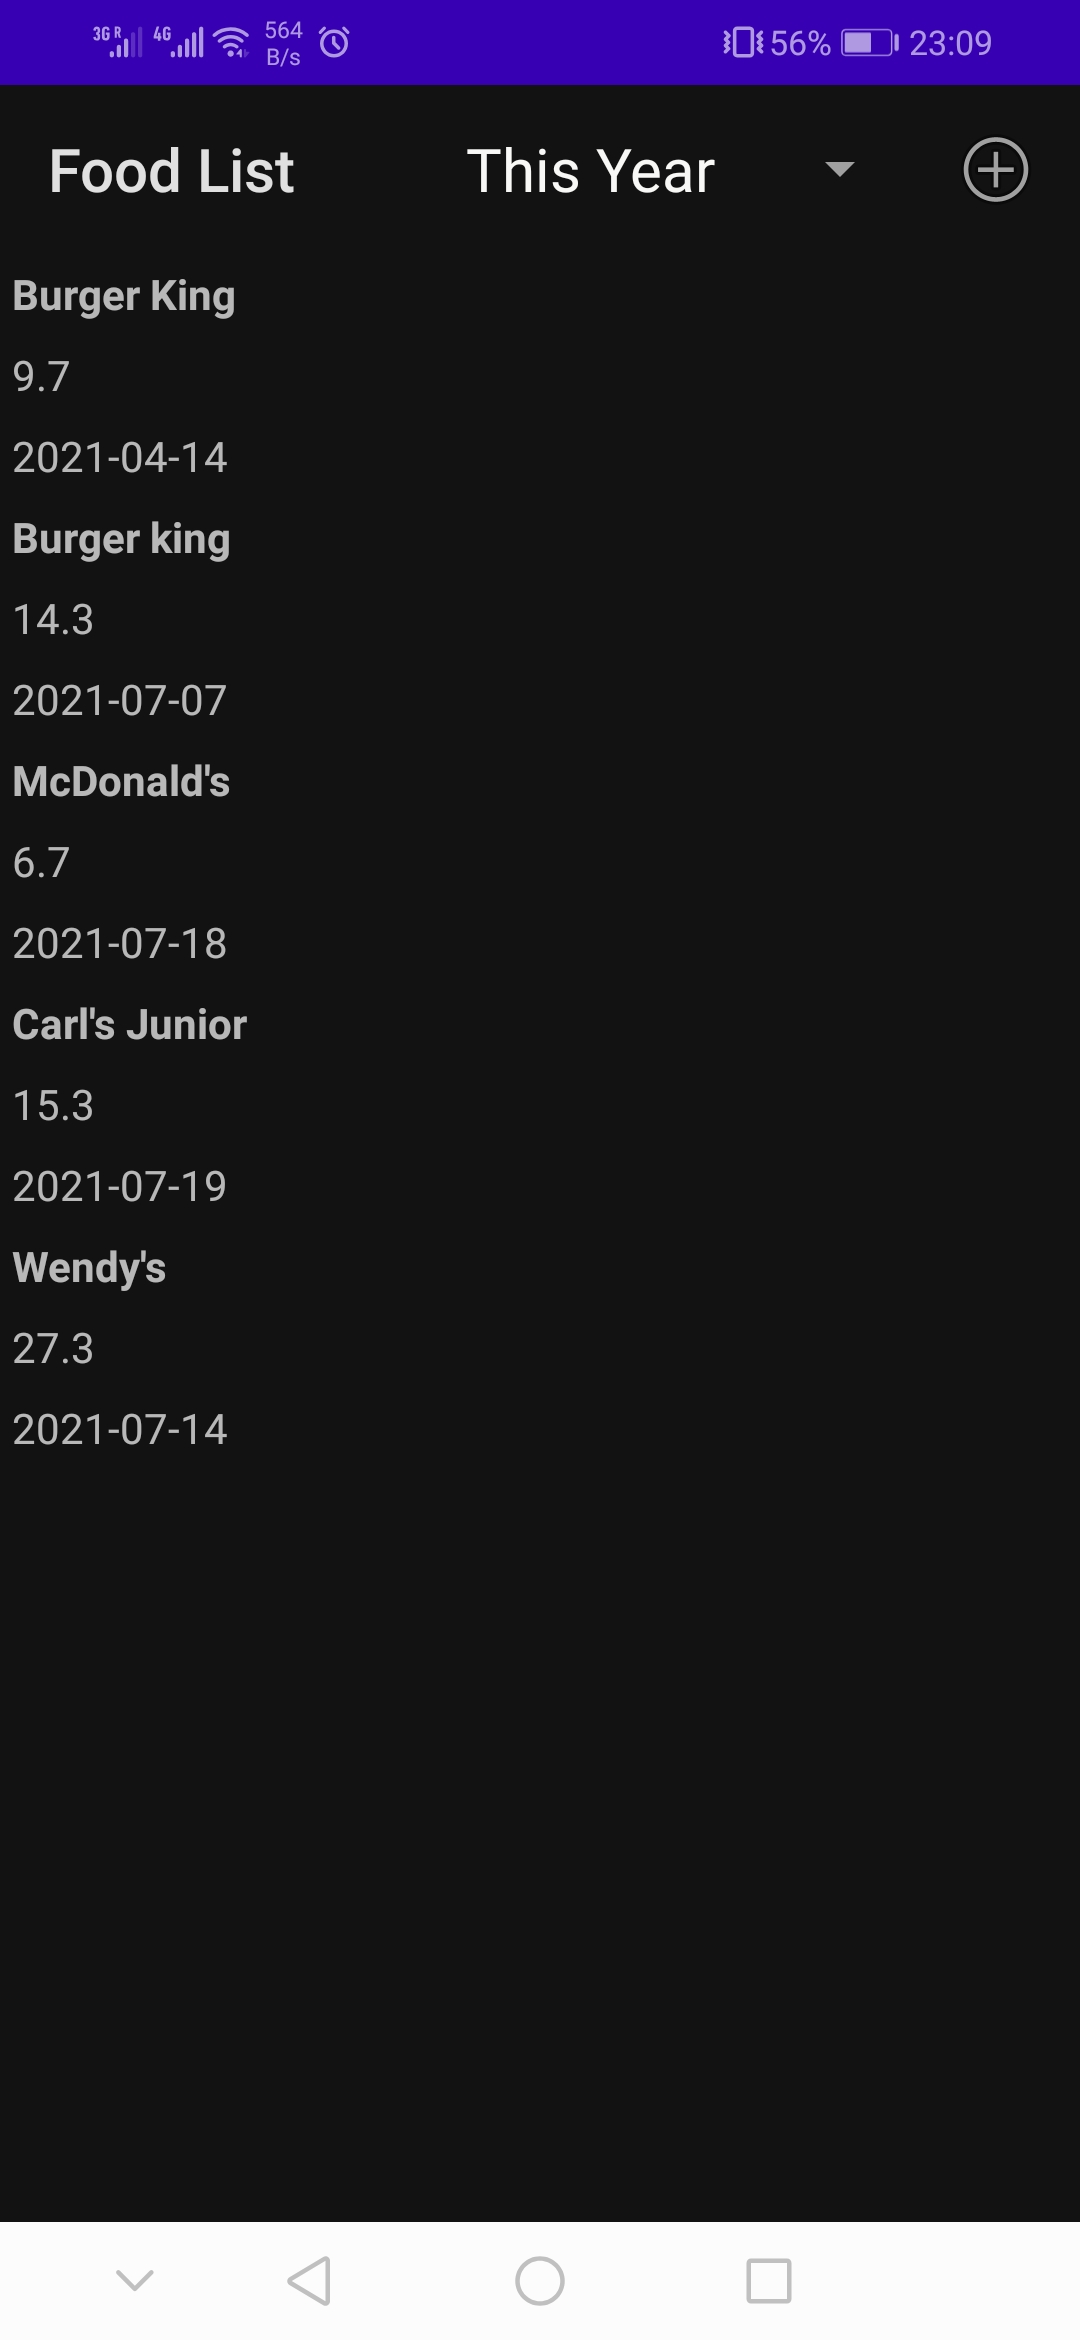 3G R 4G 564 B/s 56% 23:09
Food List This Year
Burger King
9.7
2021-04-14
Burger king
14.3
2021-07-07
McDonald's
6.7
2021-07-18
Carl's Junior
15.3
2021-07-19
Wendy's
27.3
2021-07-14